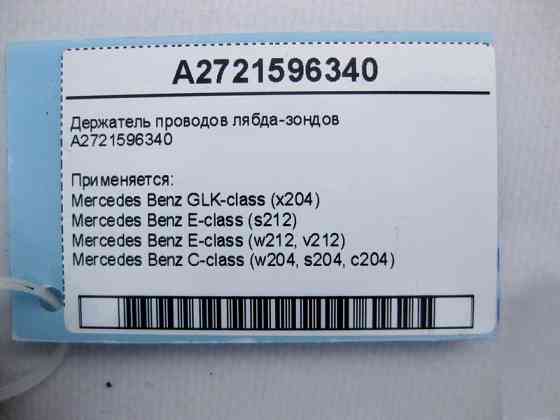 A2721596340
Держатель проводов лябда-зондов
A2721596340
Применяется:
Mercedes Benz GLK-class (x204)
Mercedes Benz E-class (s212)
Mercedes Benz E-class (w212, v212)
Mercedes Benz C-class (w204, s204, c204)